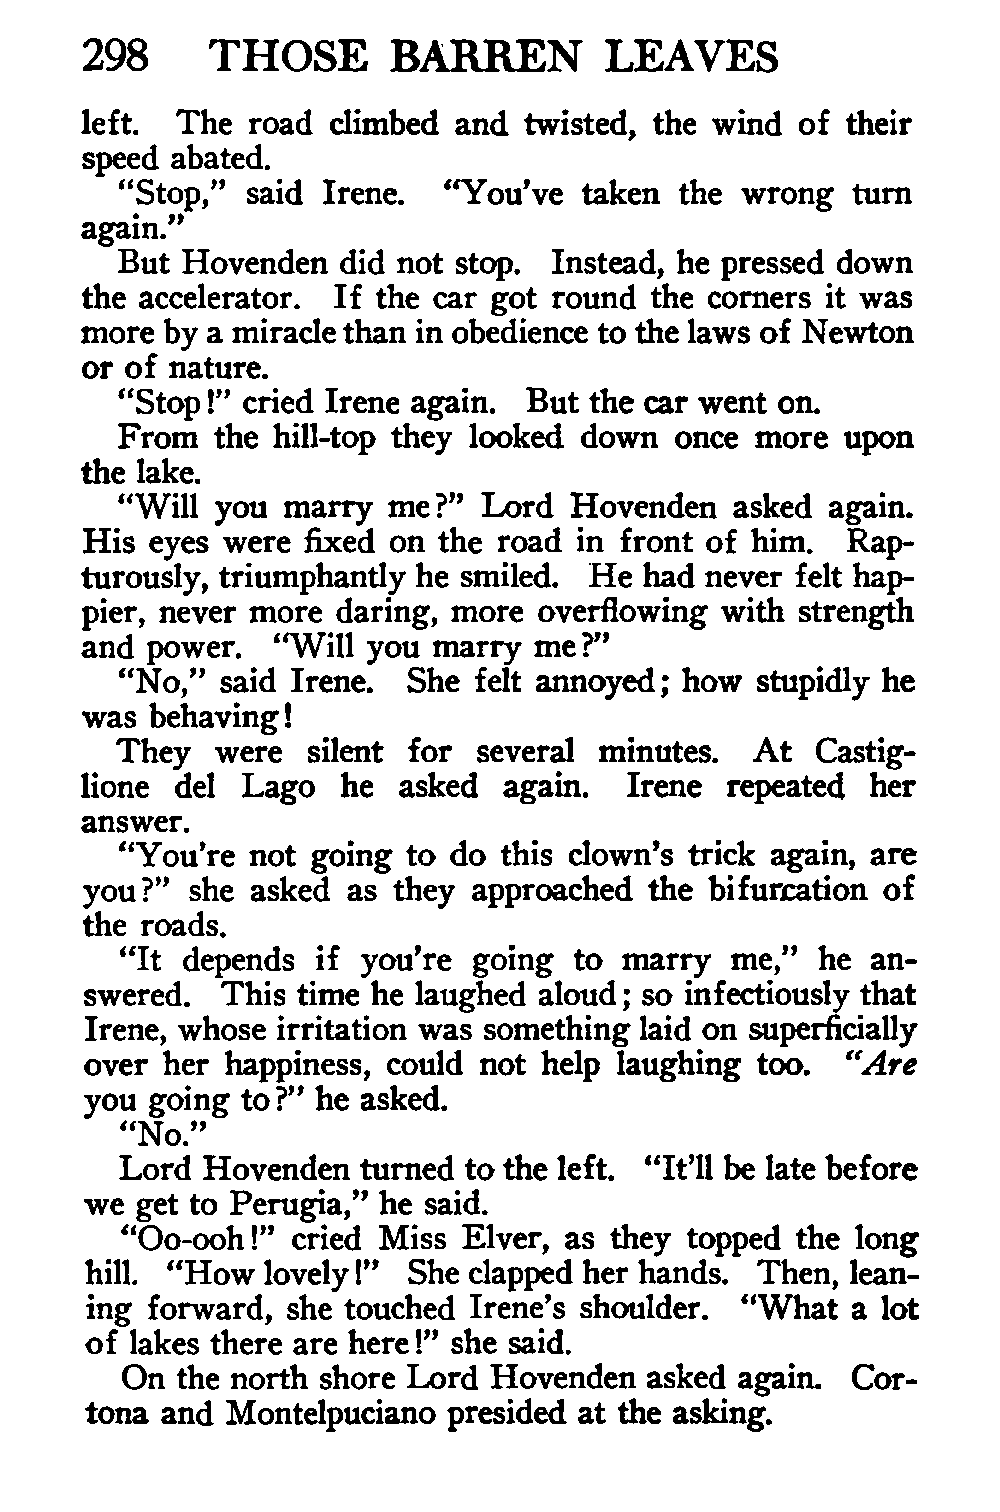 298 THOSE BARREN LEAVES
left. The road climbed and twisted, the wind of their
speed abated.
“Stop,” said Irene. “You've taken the wrong turn
again.”
But Hovenden did not stop. Instead, he pressed down
the accelerator. If the car got round the corners it was
more by a miracle than in obedience to the laws of Newton
or of nature.
“Stop!” cried Irene again. But the car went on.
From the hill-top they looked down once more upon
the lake.
“Will you marry me?” Lord Hovenden asked again.
His eyes were fixed on the road in front of him. Rap-
turously, triumphantly he smiled. He had never felt hap-
pier, never more daring, more overflowing with strength
and power. “Will you marry me?”
“No,” said Irene. She felt annoyed; how stupidly he
was behaving!
They were silent for several minutes. At Castig-
lione del Lago he asked again. Irene repeated her
answer.
“You're not going to do this clown's trick again, are
you?” she asked as they approached the bifurcation of
the roads.
“It depends if you're going to marry me,” he an-
swered. This time he laughed aloud; so infectiously that
Irene, whose irritation was something laid on superficially
over her happiness, could not help laughing too. “Are
you going to?” he asked.
“No.”
Lord Hovenden turned to the left. “It'll be late before
we get to Perugia,” he said.
“Oo-ooh!” cried Miss Elver, as they topped the long
hill. “How lovely!” She clapped her hands. Then, lean-
ing forward, she touched Irene's shoulder. “What a lot
of lakes there are here!” she said.
On the north shore Lord Hovenden asked again. Cor-
tona and Montelpuciano presided at the asking.